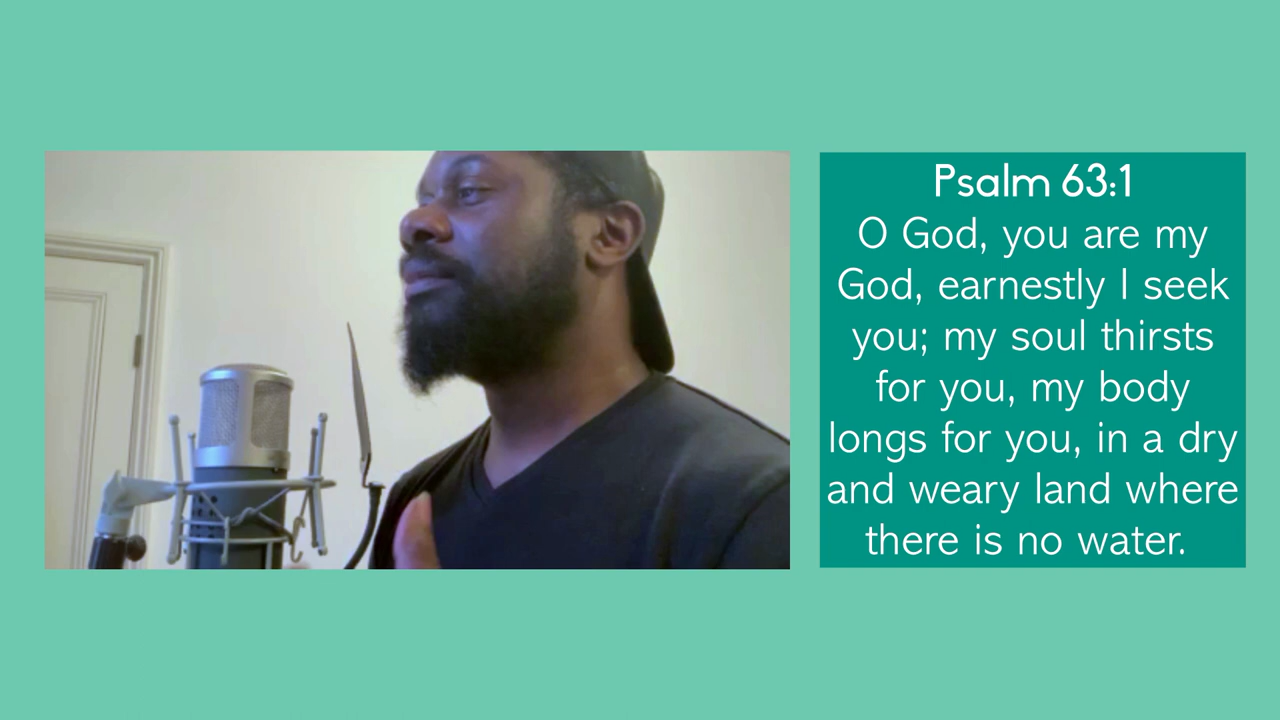 Psalm 63:1
O God, you are my
God, earnestly I seek
you; my soul thirsts
for you, my body
longs for you, in a dry
and weary land where
there is no water.